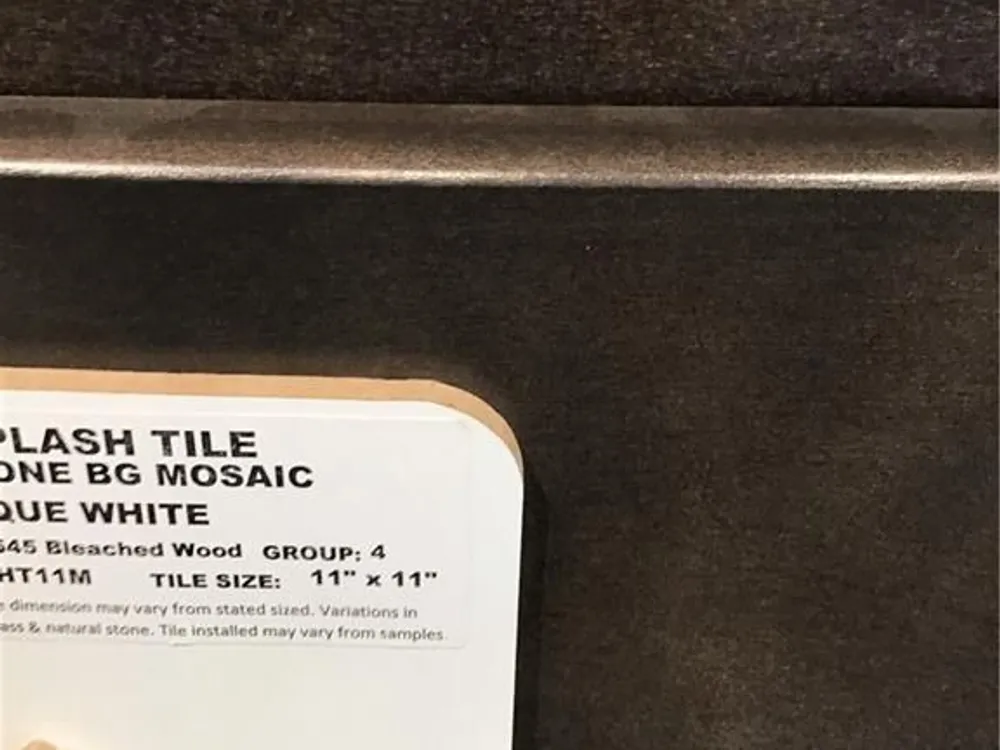 PLASH TILE
ONE BG MOSAIC
QUE WHITE
645 Bleached Wood GROUP: 4
HT11M TILE SIZE: 11" x 11"
e dimension may vary from stated sized. Variations in
ass & natural stone. Tile installed may vary from samples.